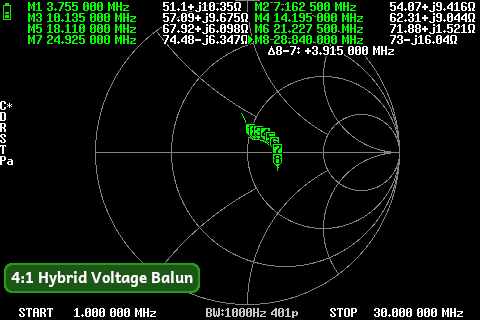 M1 3.755 000 MHz 51.1+j10.35Ω M2 7.162 500 MHz 54.07+j9.416Ω
M3 10.135 000 MHz 57.09+j9.675Ω M4 14.195 000 MHz 62.31+j9.044Ω
M5 18.110 000 MHz 67.92+j6.098Ω M6 21.227 500 MHz 71.88+j1.521Ω
M7 24.925 000 MHz 74.48-j6.347Ω M8 28.840 000 MHz 73-j16.04Ω
Δ8-7: +3.915 000 MHz
C*
D
R
S
T
Pa
4:1 Hybrid Voltage Balun
START 1.000 000 MHz BW:1000Hz 401p STOP 30.000 000 MHz